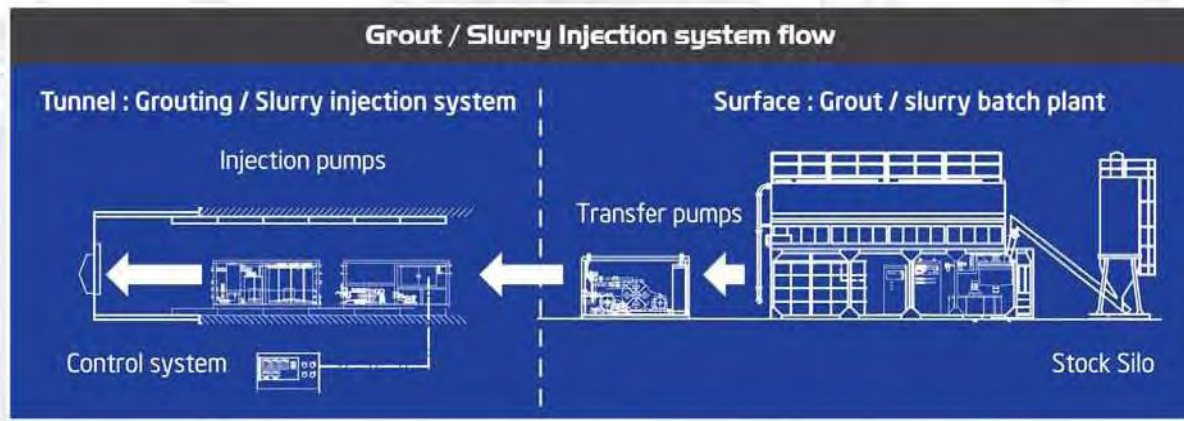 Grout / Slurry Injection system flow
Tunnel : Grouting / Slurry injection system
Surface : Grout / slurry batch plant
Injection pumps
Transfer pumps
Control system
Stock Silo